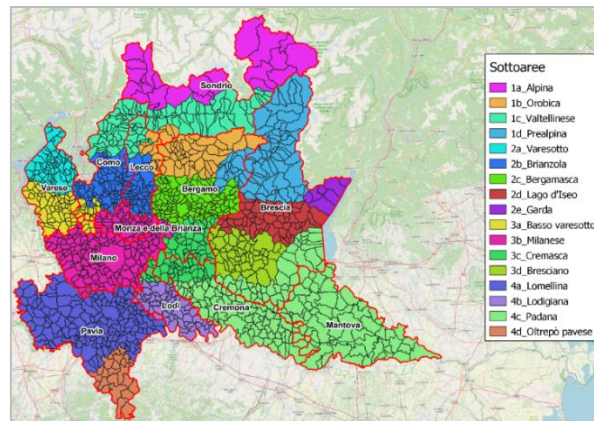 Sondrio
Como
Lecco
Varese
Bergamo
Brescia
Monza e della Brianza
Milano
Lodi
Cremona
Pavia
Mantova
Sottoaree
1a_Alpina
1b_Orobica
1c_Valtellinese
1d_Prealpina
2a_Varesotto
2b_Brianzola
2c_Bergamasca
2d_Lago d'Iseo
2e_Garda
3a_Basso varesotto
3b_Milanese
3c_Cremasca
3d_Bresciano
4a_Lomellina
4b_Lodigiana
4c_Padana
4d_Oltrepò pavese